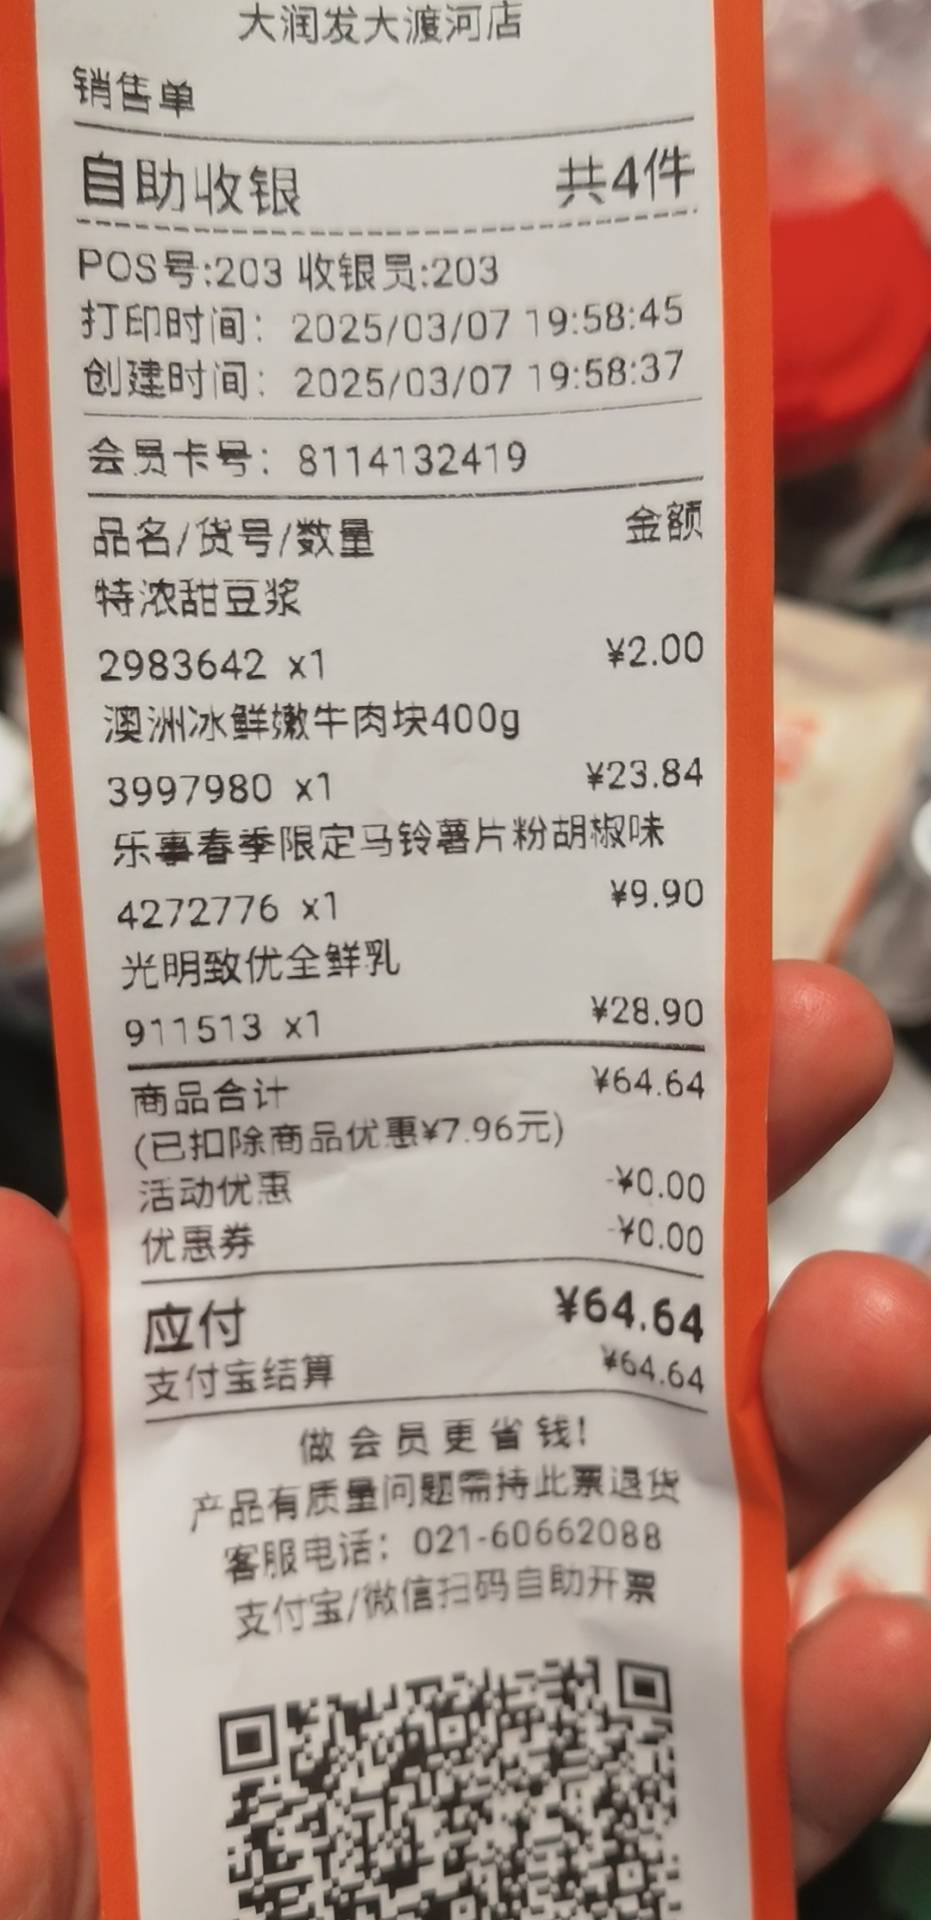 大润发大渡河店
销售单
自助收银 共4件
POS号:203 收银员:203
打印时间：2025/03/07 19:58:45
创建时间：2025/03/07 19:58:37
会员卡号：8114132419
品名/货号/数量 金额
特浓甜豆浆
2983642 x1 ¥2.00
澳洲冰鲜嫩牛肉块400g
3997980 x1 ¥23.84
乐事春季限定马铃薯片粉胡椒味
4272776 x1 ¥9.90
光明致优全鲜乳
911513 x1 ¥28.90
商品合计 ¥64.64
(已扣除商品优惠¥7.96元)
活动优惠 -¥0.00
优惠券 -¥0.00
应付 ¥64.64
支付宝结算 ¥64.64
做会员更省钱!
产品有质量问题需持此票退货
客服电话：021-60662088
支付宝/微信扫码自助开票